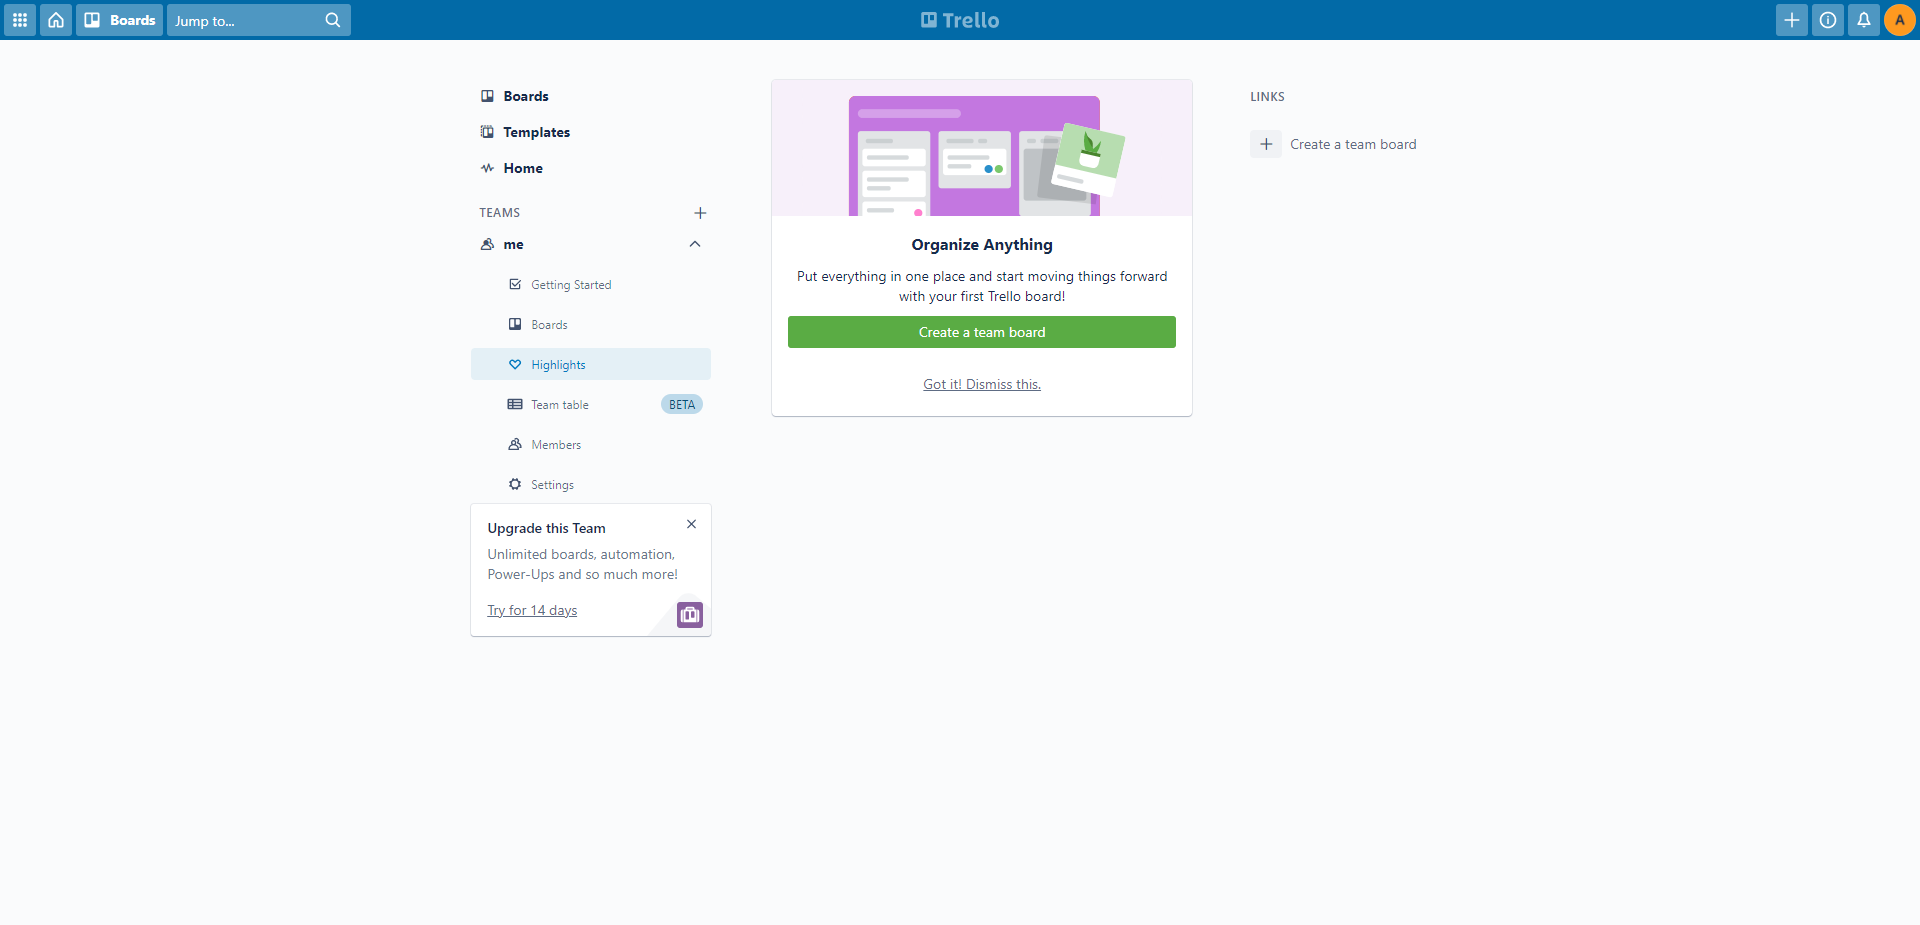 Boards
Jump to...
Trello
A
Boards
Templates
Home
TEAMS
me
Getting Started
Boards
Highlights
Team table
BETA
Members
Settings
Upgrade this Team
Unlimited boards, automation,
Power-Ups and so much more!
Try for 14 days
Organize Anything
Put everything in one place and start moving things forward
with your first Trello board!
Create a team board
Got it! Dismiss this.
LINKS
Create a team board